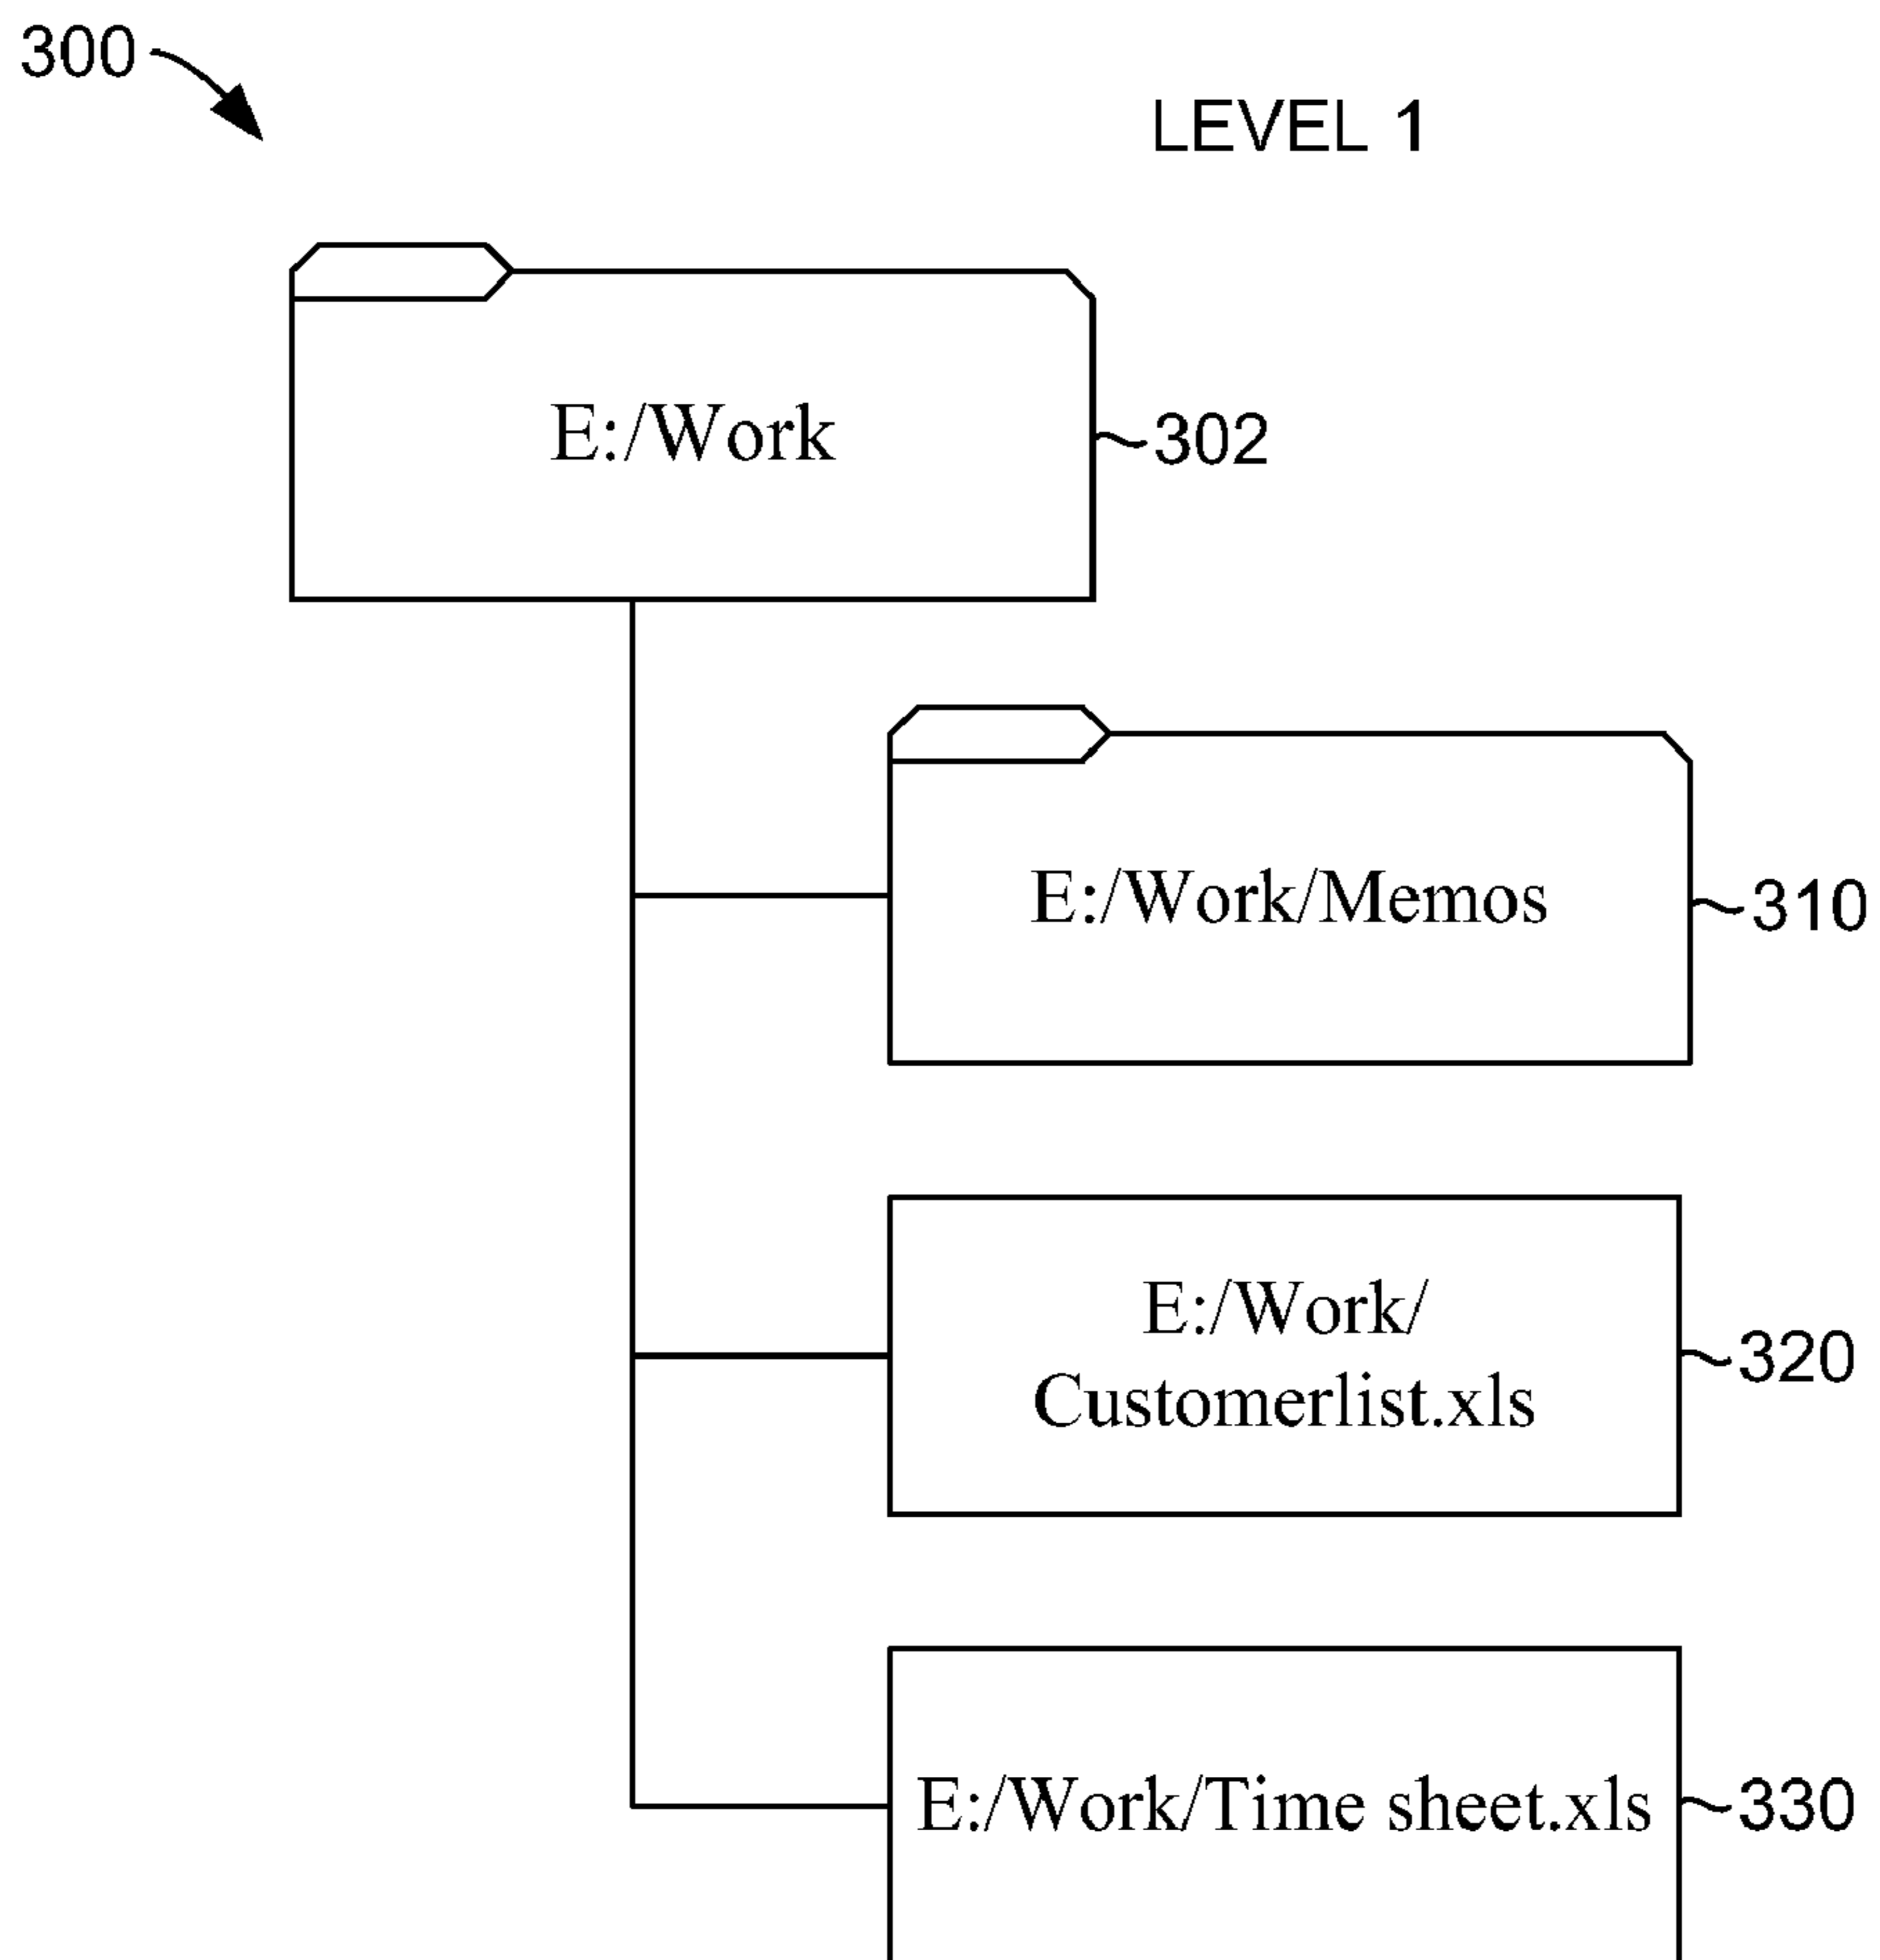 300
LEVEL 1
E:/Work
302
E:/Work/Memos
310
E:/Work/
Customerlist.xls
320
E:/Work/Time sheet.xls
330